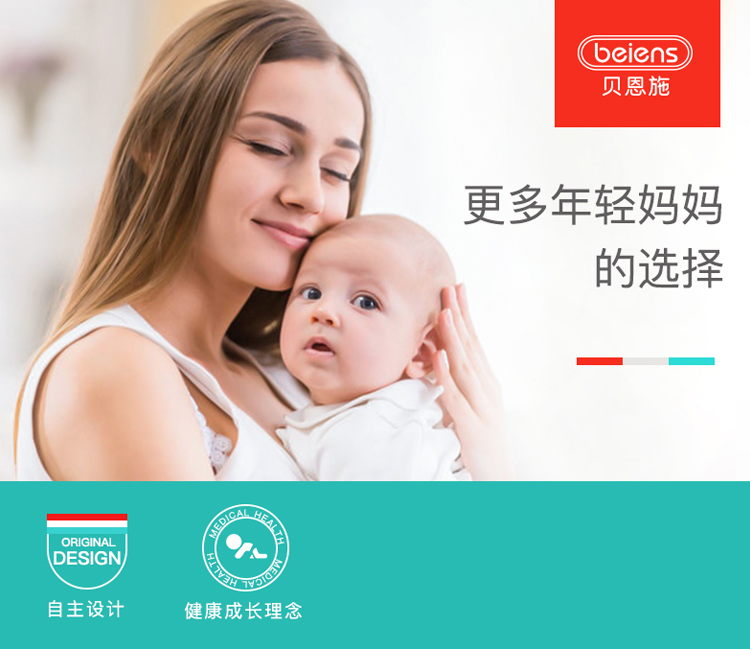 beiens
贝恩施
更多年轻妈妈
的选择
ORIGINAL
DESIGN
自主设计
MEDICAL HEALTH
MEDICAL HEALTH
健康成长理念